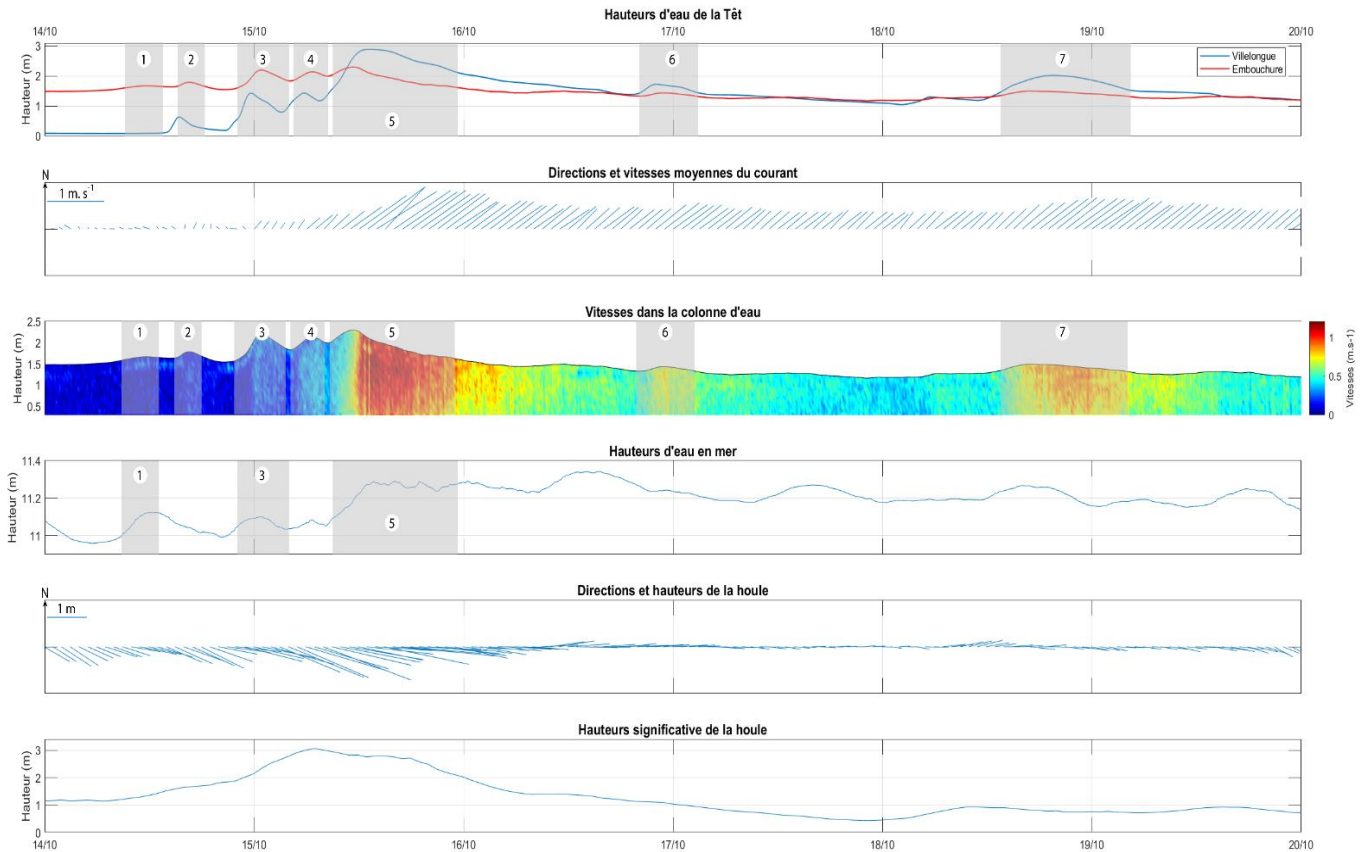 Hauteurs d'eau de la Têt
14/10 15/10 16/10 17/10 18/10 19/10 20/10
Hauteur (m)
3
2
1
0
1 2 3 4 5 6 7
Villelongue
Embouchure
Directions et vitesses moyennes du courant
N
1 m. s-1
Vitesses dans la colonne d'eau
Hauteur (m)
2.5
2
1.5
1
0.5
1 2 3 4 5 6 7
1
0.5
0
Vitesses (m.s-1)
Hauteurs d'eau en mer
Hauteur (m)
11.4
11.2
11
1 3 5
Directions et hauteurs de la houle
N
1 m
Hauteurs significative de la houle
Hauteur (m)
3
2
1
0
14/10 15/10 16/10 17/10 18/10 19/10 20/10